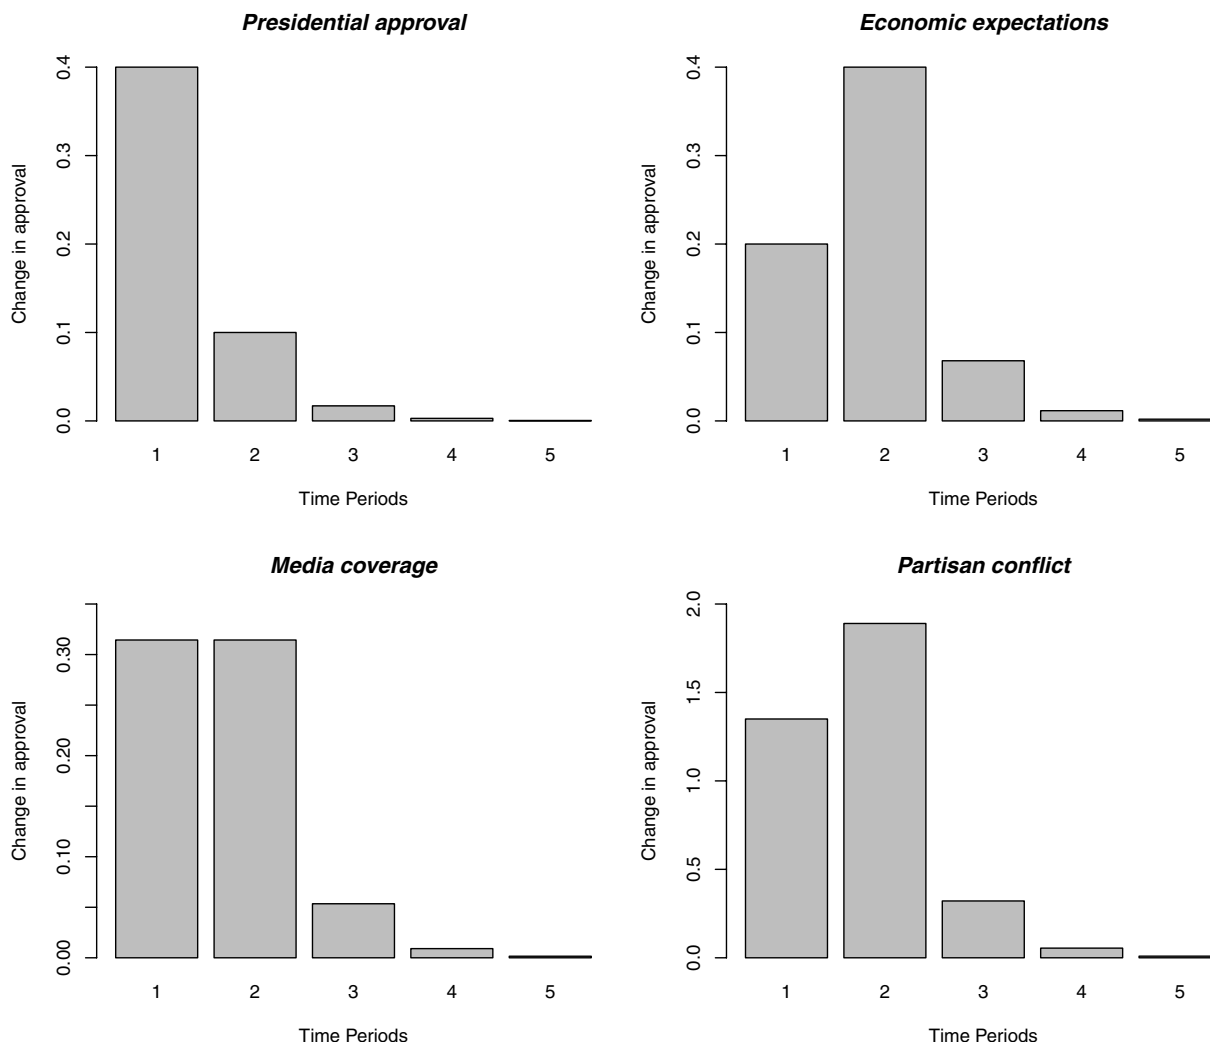 Presidential approval
Change in approval
0.4
0.3
0.2
0.1
0.0
1 2 3 4 5
Time Periods
Economic expectations
Change in approval
0.4
0.3
0.2
0.1
0.0
1 2 3 4 5
Time Periods
Media coverage
Change in approval
0.30
0.20
0.10
0.00
1 2 3 4 5
Time Periods
Partisan conflict
Change in approval
2.0
1.5
1.0
0.5
0.0
1 2 3 4 5
Time Periods